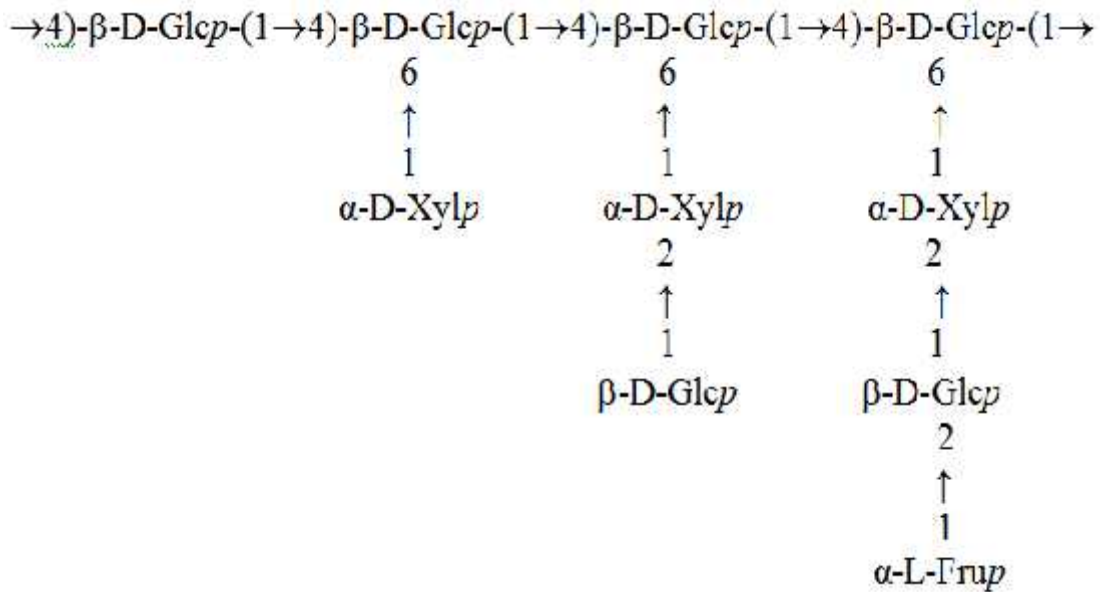 →4)-β-D-Glcp-(1→4)-β-D-Glcp-(1→4)-β-D-Glcp-(1→4)-β-D-Glcp-(1→
6 6 6
↑ ↑ ↑
1 1 1
α-D-Xylp α-D-Xylp α-D-Xylp
2 2
↑ ↑
1 1
β-D-Glcp β-D-Glcp
2
↑
1
α-L-Frup